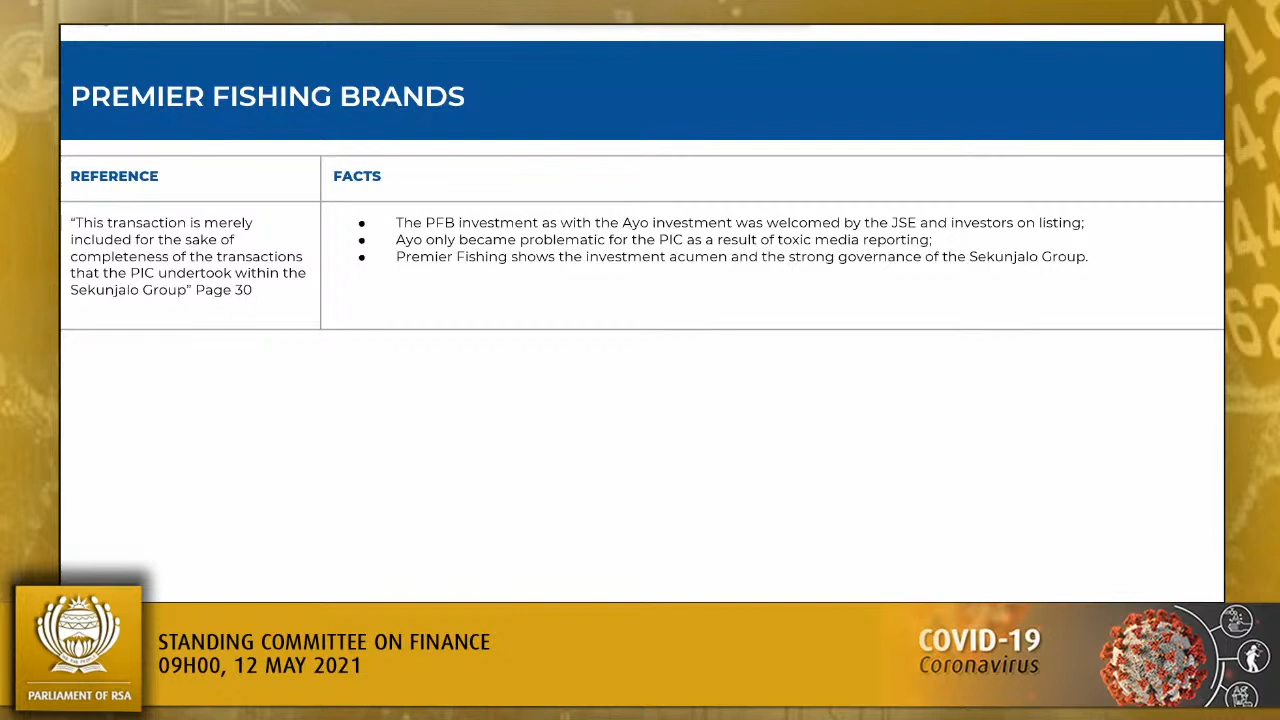 PREMIER FISHING BRANDS
REFERENCE
FACTS
“This transaction is merely
included for the sake of
completeness of the transactions
that the PIC undertook within the
Sekunjalo Group” Page 30
● The PFB investment as with the Ayo investment was welcomed by the JSE and investors on listing;
● Ayo only became problematic for the PIC as a result of toxic media reporting;
● Premier Fishing shows the investment acumen and the strong governance of the Sekunjalo Group.
STANDING COMMITTEE ON FINANCE
09H00, 12 MAY 2021
PARLIAMENT OF RSA
COVID-19
Coronavirus